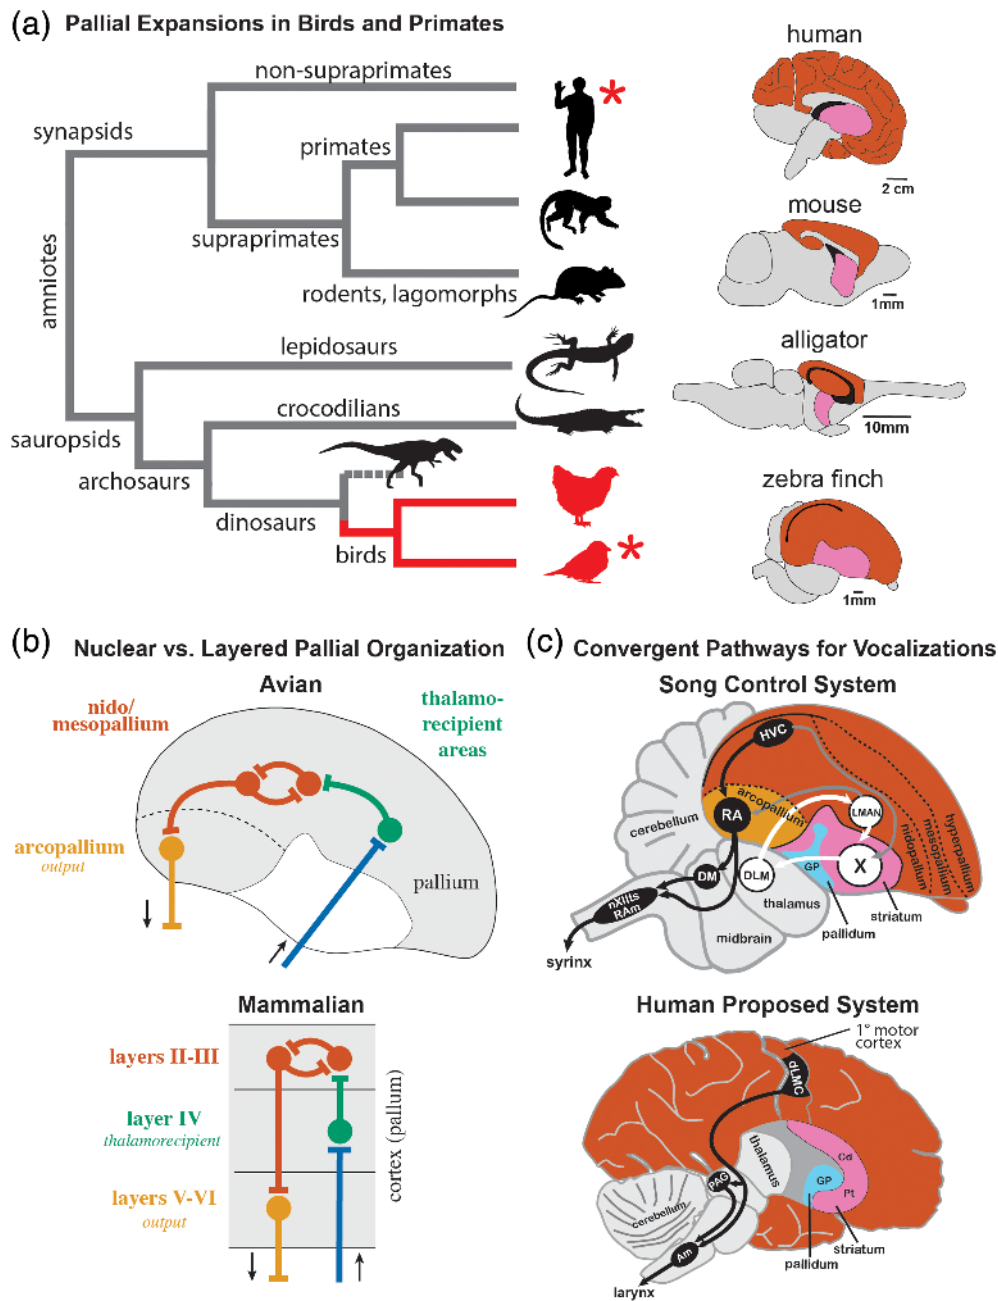 (a) Pallial Expansions in Birds and Primates
non-suprap​rimates
synapsids
primates
supraprimates
rodents, lagomorphs
amniotes
lepidosaurs
crocodilians
sauropsids
archosaurs
dinosaurs
birds
*
*
human
2 cm
mouse
1mm
alligator
10mm
zebra finch
1mm
(b) Nuclear vs. Layered Pallial Organization
Avian
nido/
mesopallium
thalamo-
recipient
areas
arcopallium
output
pallium
Mammalian
layers II-III
layer IV
thalamorecipient
layers V-VI
output
cortex (pallum)
(c) Convergent Pathways for Vocalizations
Song Control System
HVC
arcopallium
RA
LMAN
cerebellum
nidopallium
mesopallium
hyperpallium
GP
X
DM
DLM
thalamus
nXIIts
RAm
striatum
pallidum
midbrain
syrinx
Human Proposed System
1° motor
cortex
dLMC
thalamus
Cd
GP
Pt
PAG
cerebellum
Am
striatum
pallidum
larynx